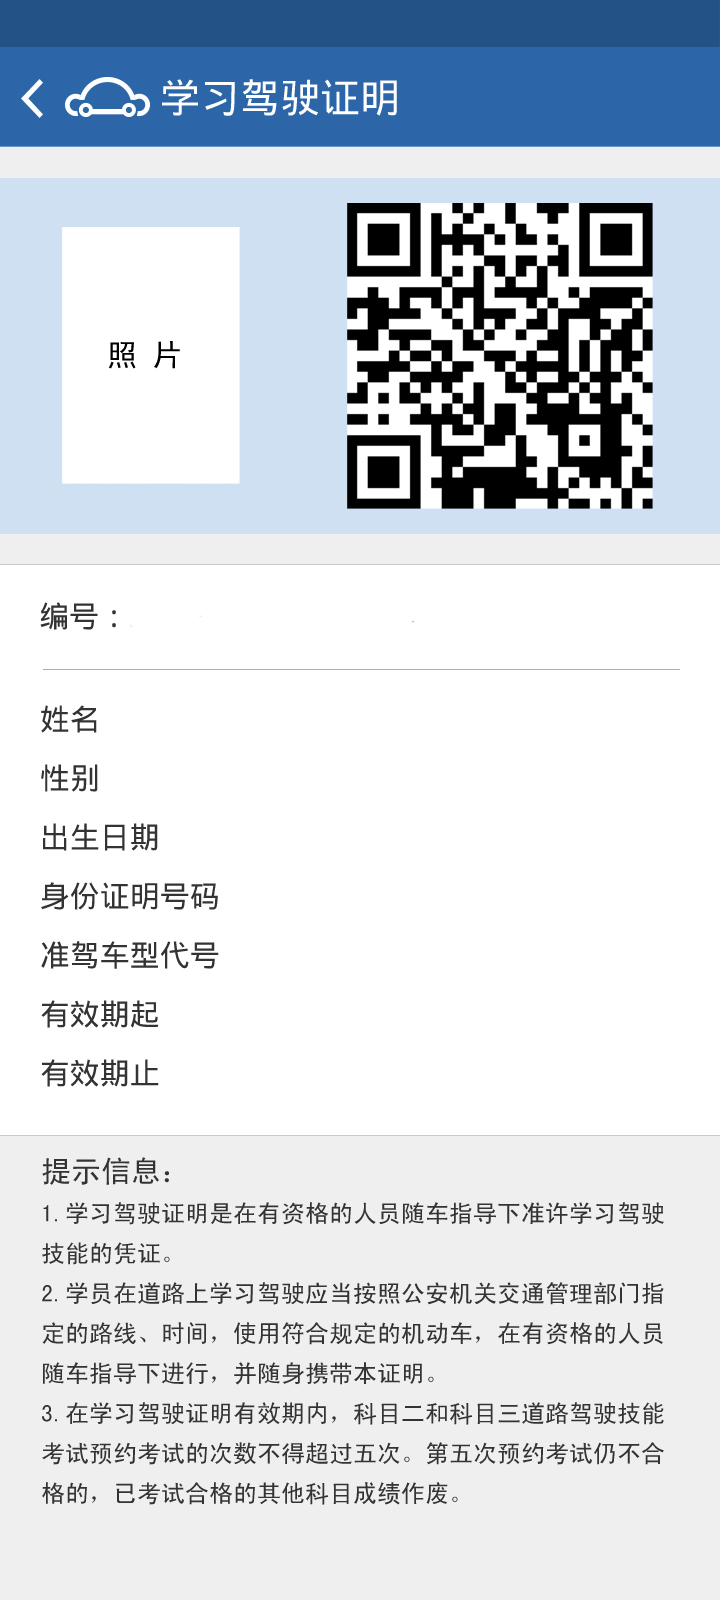 学习驾驶证明
照 片
编号：
姓名
性别
出生日期
身份证明号码
准驾车型代号
有效期起
有效期止
提示信息：
1. 学习驾驶证明是在有资格的人员随车指导下准许学习驾驶
技能的凭证。
2. 学员在道路上学习驾驶应当按照公安机关交通管理部门指
定的路线、时间，使用符合规定的机动车，在有资格的人员
随车指导下进行，并随身携带本证明。
3. 在学习驾驶证明有效期内，科目二和科目三道路驾驶技能
考试预约考试的次数不得超过五次。第五次预约考试仍不合
格的，已考试合格的其他科目成绩作废。